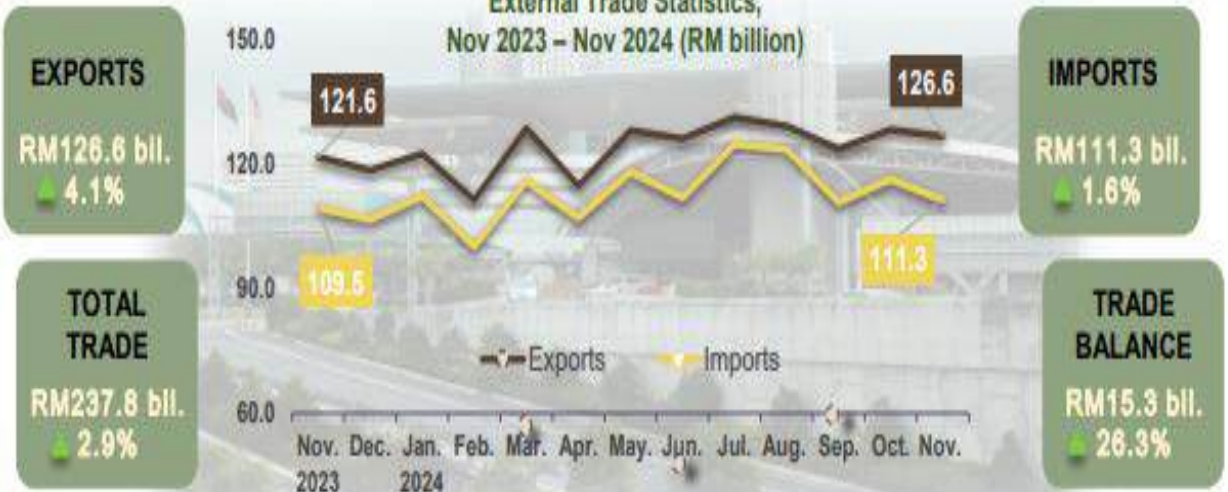 External Trade Statistics,
Nov 2023 – Nov 2024 (RM billion)
EXPORTS
RM126.6 bil.
4.1%
TOTAL
TRADE
RM237.8 bil.
2.9%
150.0
120.0
90.0
60.0
121.6
126.6
109.5
111.3
Exports
Imports
Nov. Dec. Jan. Feb. Mar. Apr. May. Jun. Jul. Aug. Sep. Oct. Nov.
2023 2024
IMPORTS
RM111.3 bil.
1.6%
TRADE
BALANCE
RM15.3 bil.
26.3%